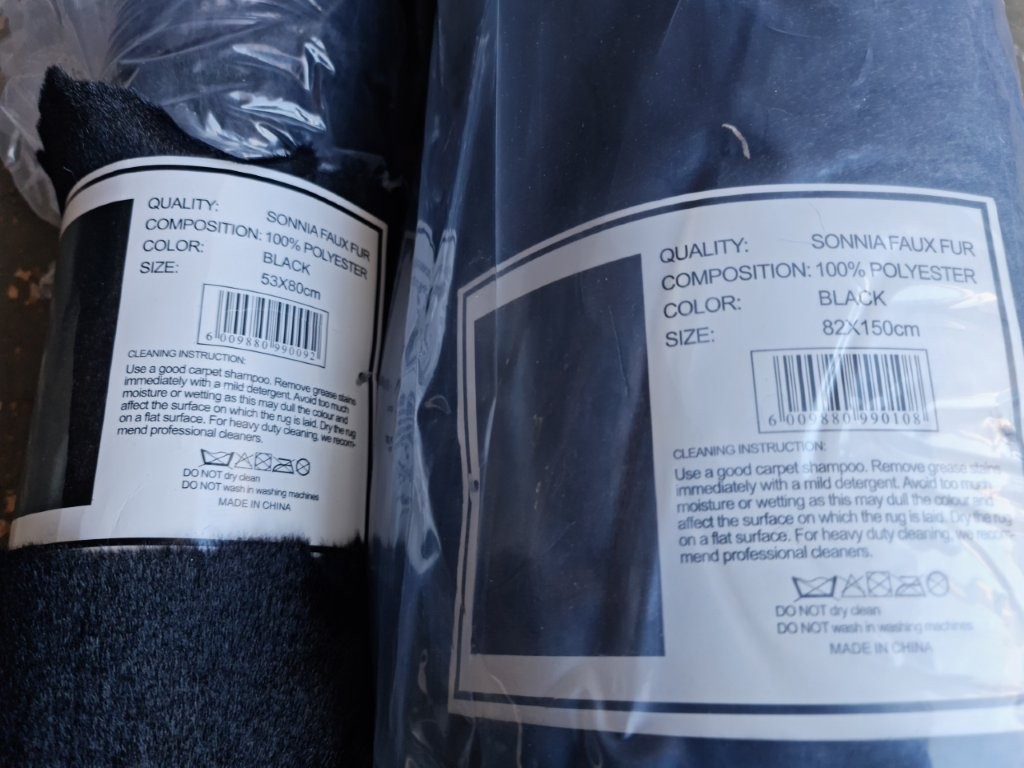 QUALITY: SONNIA FAUX FUR
COMPOSITION: 100% POLYESTER
COLOR: BLACK
SIZE: 53X80cm
6 009880 990092
CLEANING INSTRUCTION:
Use a good carpet shampoo. Remove grease stains
immediately with a mild detergent. Avoid too much
moisture or wetting as this may dull the colour and
affect the surface on which the rug is laid. Dry the rug
on a flat surface. For heavy duty cleaning, we recom-
mend professional cleaners.
DO NOT dry clean
DO NOT wash in washing machines
MADE IN CHINA
QUALITY: SONNIA FAUX FUR
COMPOSITION: 100% POLYESTER
COLOR: BLACK
SIZE: 82X150cm
6 009880 990108
CLEANING INSTRUCTION:
Use a good carpet shampoo. Remove grease stains
immediately with a mild detergent. Avoid too much
moisture or wetting as this may dull the colour and
affect the surface on which the rug is laid. Dry the rug
on a flat surface. For heavy duty cleaning, we recom-
mend professional cleaners.
DO NOT dry clean
DO NOT wash in washing machines
MADE IN CHINA